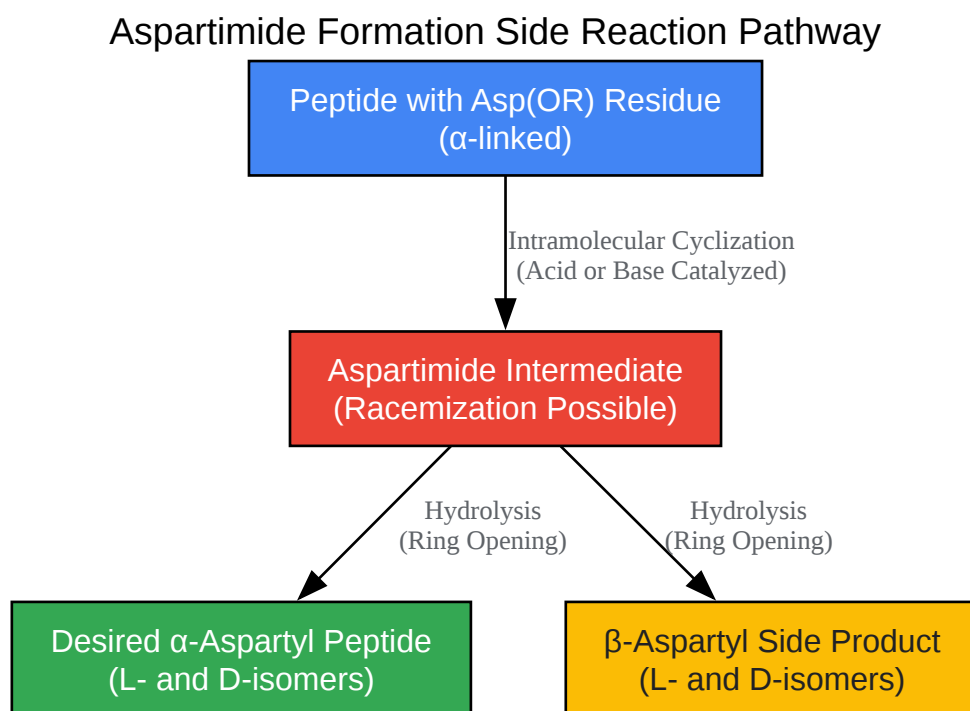 Aspartimide Formation Side Reaction Pathway
Peptide with Asp(OR) Residue
(α-linked)
Intramolecular Cyclization
(Acid or Base Catalyzed)
Aspartimide Intermediate
(Racemization Possible)
Hydrolysis
(Ring Opening)
Hydrolysis
(Ring Opening)
Desired α-Aspartyl Peptide
(L- and D-isomers)
β-Aspartyl Side Product
(L- and D-isomers)